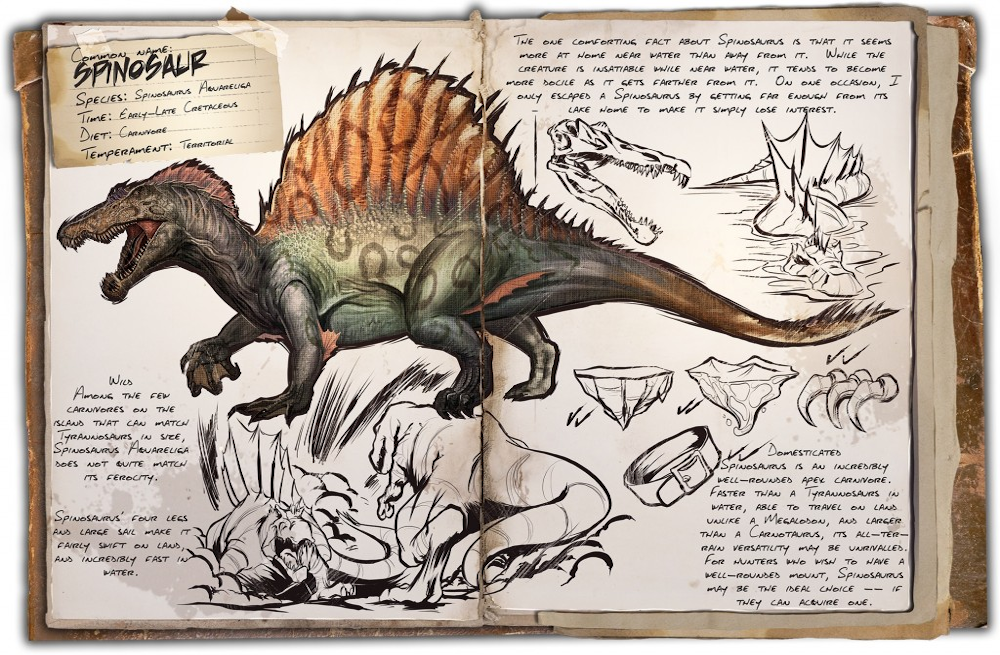 Common name:
SPINOSAUR
Species: Spinosaurus Aquareliga
Time: Early-Late Cretaceous
Diet: Carnivore
Temperament: Territorial
The one comforting fact about Spinosaurus is that it seems
more at home near water than away from it. While the
creature is insatiable while near water, it tends to become
more docile as it gets farther from it. On one occasion, I
only escaped a Spinosaurus by getting far enough from its
lake home to make it simply lose interest.
Wild
Among the few
carnivores on the
island that can match
Tyrannosaurs in size,
Spinosaurus Aquareliga
does not quite match
its ferocity.
Spinosaurus' four legs
and large sail make it
fairly swift on land,
and incredibly fast in
water.
Domesticated
Spinosaurus is an incredibly
well-rounded apex carnivore.
Faster than a Tyrannosaurs in
water, able to travel on land
unlike a Megalodon, and larger
than a Carnotaurus, its all-ter-
rain versatility may be unrivalled.
For hunters who wish to have a
well-rounded mount, Spinosaurus
may be the ideal choice -- if
they can acquire one.